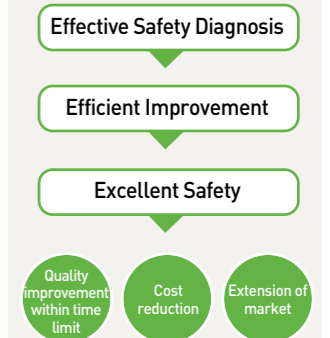 Effective Safety Diagnosis
Efficient Improvement
Excellent Safety
Quality
improvement
within time
limit
Cost
reduction
Extension of
market